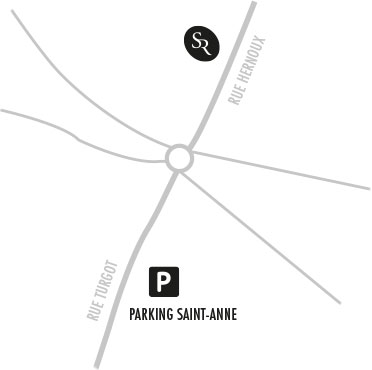 SR
RUE HERNOUX
RUE TURGOT
P
PARKING SAINT-ANNE